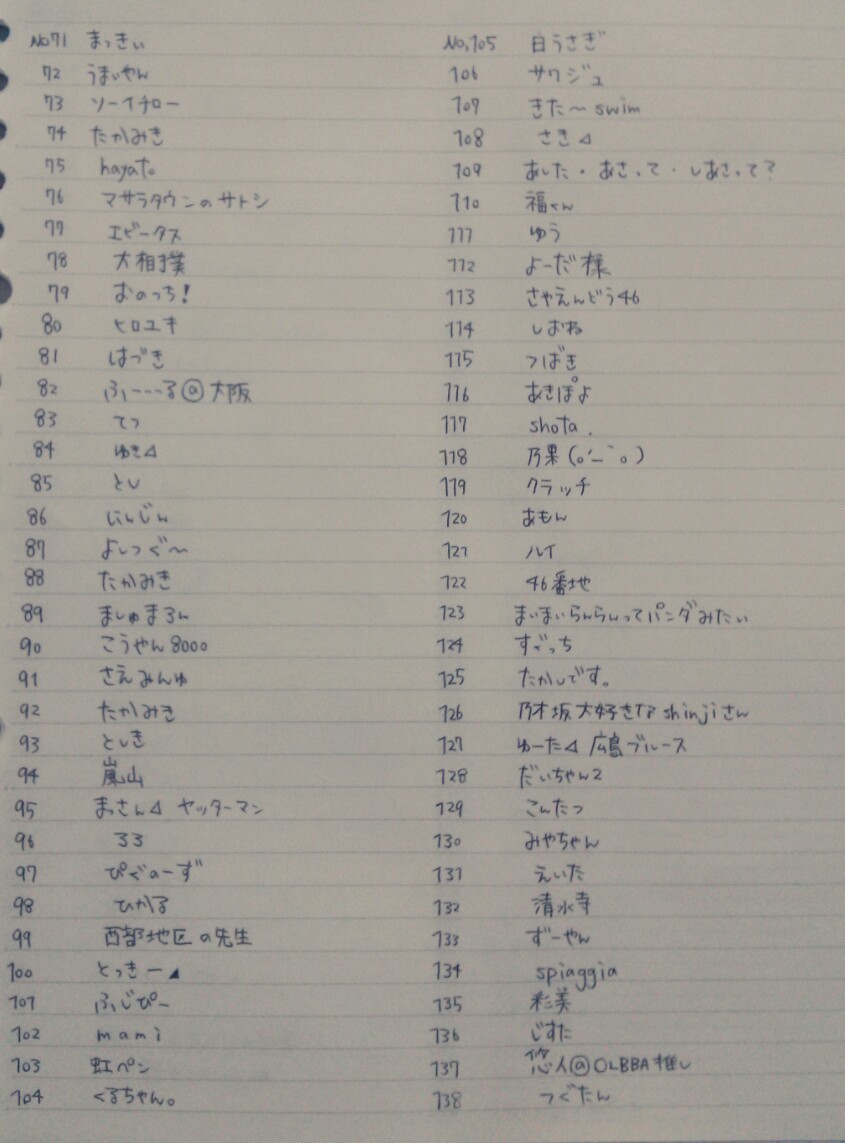 No71 まっきぃ
72 うまいやん
73 ソーイチロー
74 たかみき
75 hayato。
76 マサラタウンのサトシ
77 エビータス
78 大相撲
79 おのっち!
80 ヒロユキ
81 はづき
82 ふ---る@大阪
83 てつ
84 ゆき⊿
85 とし
86 にんじん
87 よしつぐ〜
88 たかみき
89 ましゅまろん
90 こうやん8000
91 さえみんゅ
92 たかみき
93 としき
94 嵐山
95 まっさん⊿ ヤッターマン
96 ろろ
97 ぴぐのーず
98 ひかる
99 西部地区の先生
100 とっきー◢
101 ふじぴー
102 mami
103 虹ペン
104 くるちゃん。
No,105 白うさぎ
106 サワジュ
107 きた〜swim
108 さき⊿
109 あした・あさって・しあさって?
110 福くん
111 ゆう
112 よーだ様
113 さやえんどう46
114 しおね
115 つばき
116 あきぽよ
117 shota.
118 乃果(。'_`。)
119 クラッチ
120 あもん
121 ルイ
122 46番地
123 まいまいらんらんってパンダみたい
124 すごっち
125 たかしです。
126 乃木坂大好きなshinjiさん
127 ゆーた⊿ 広島ブルース
128 だいちゃん2
129 こんたつ
130 みやちゃん
131 えいた
132 清水寺
133 ずーやん
134 spiaggia
135 彩美
136 じすた
137 悠人@OLBBA推し
138 つぐたん